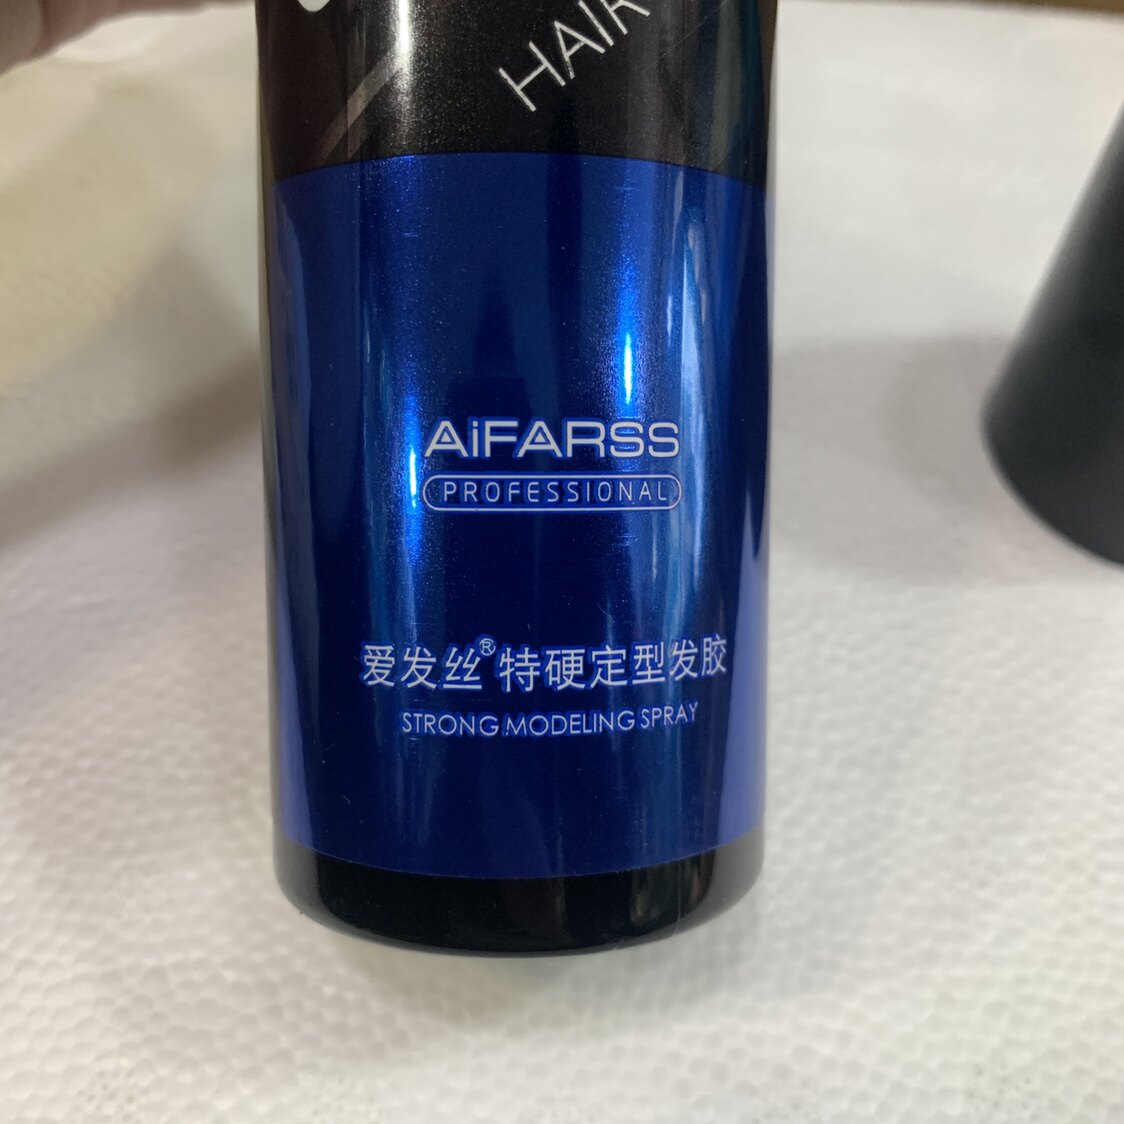 HAIR
AiFARSS
PROFESSIONAL
爱发丝®特硬定型发胶
STRONG MODELING SPRAY